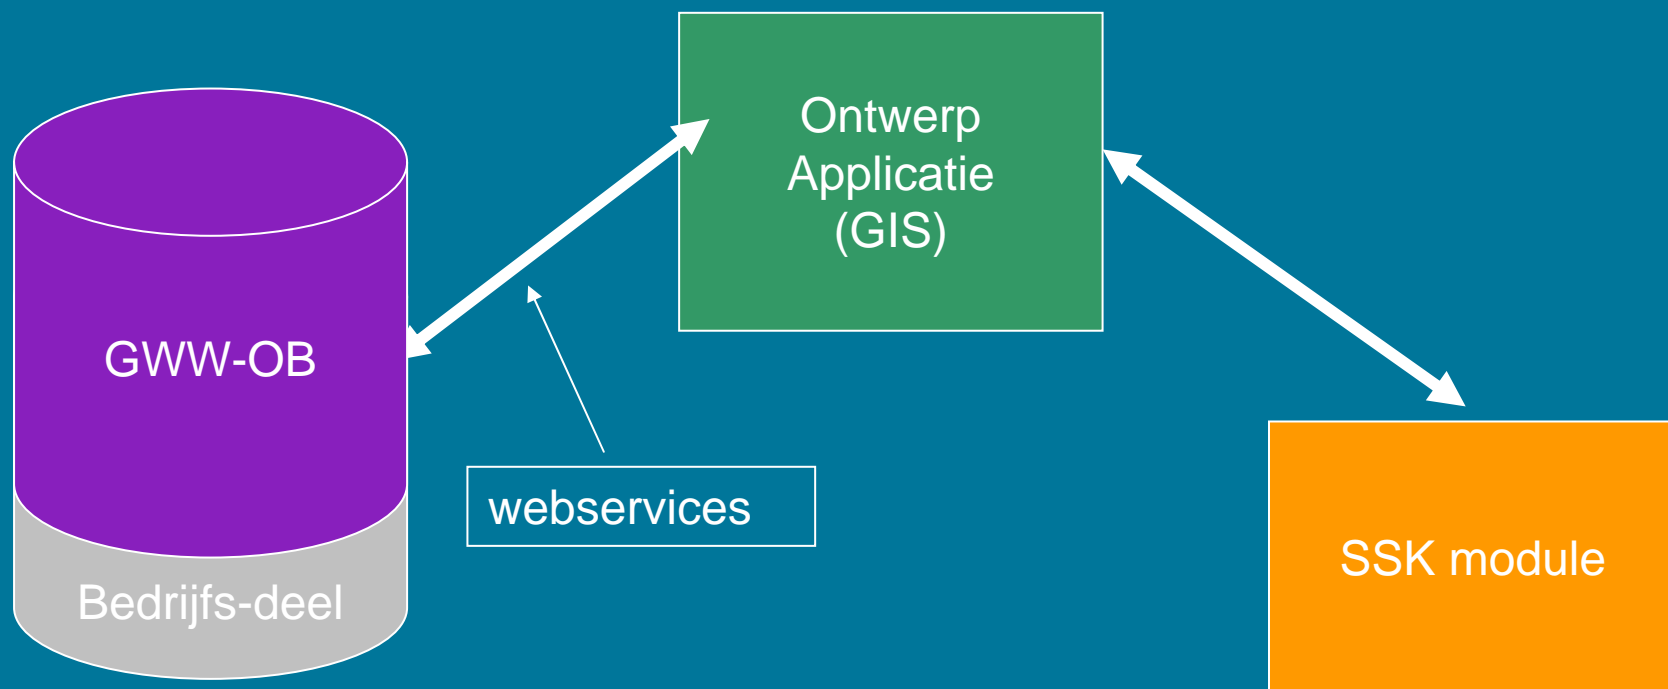 Ontwerp
Applicatie
(GIS)
GWW-OB
webservices
SSK module
Bedrijfs-deel